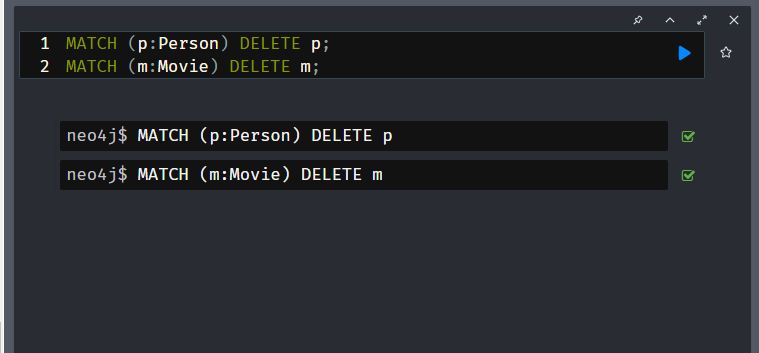 1 MATCH (p:Person) DELETE p;
2 MATCH (m:Movie) DELETE m;
neo4j$ MATCH (p:Person) DELETE p
neo4j$ MATCH (m:Movie) DELETE m